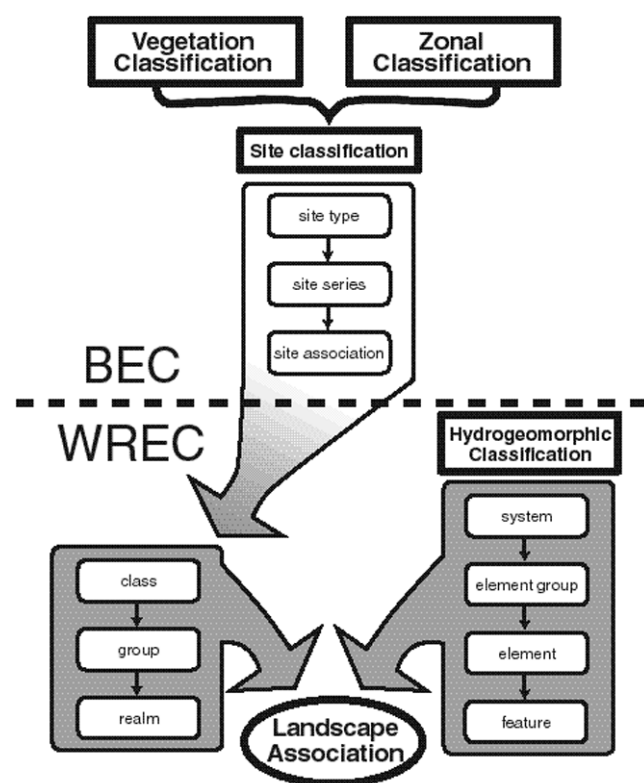 Vegetation
Classification
Zonal
Classification
Site classification
site type
site series
site association
BEC
WREC
Hydrogeomorphic
Classification
system
element group
element
feature
class
group
realm
Landscape
Association